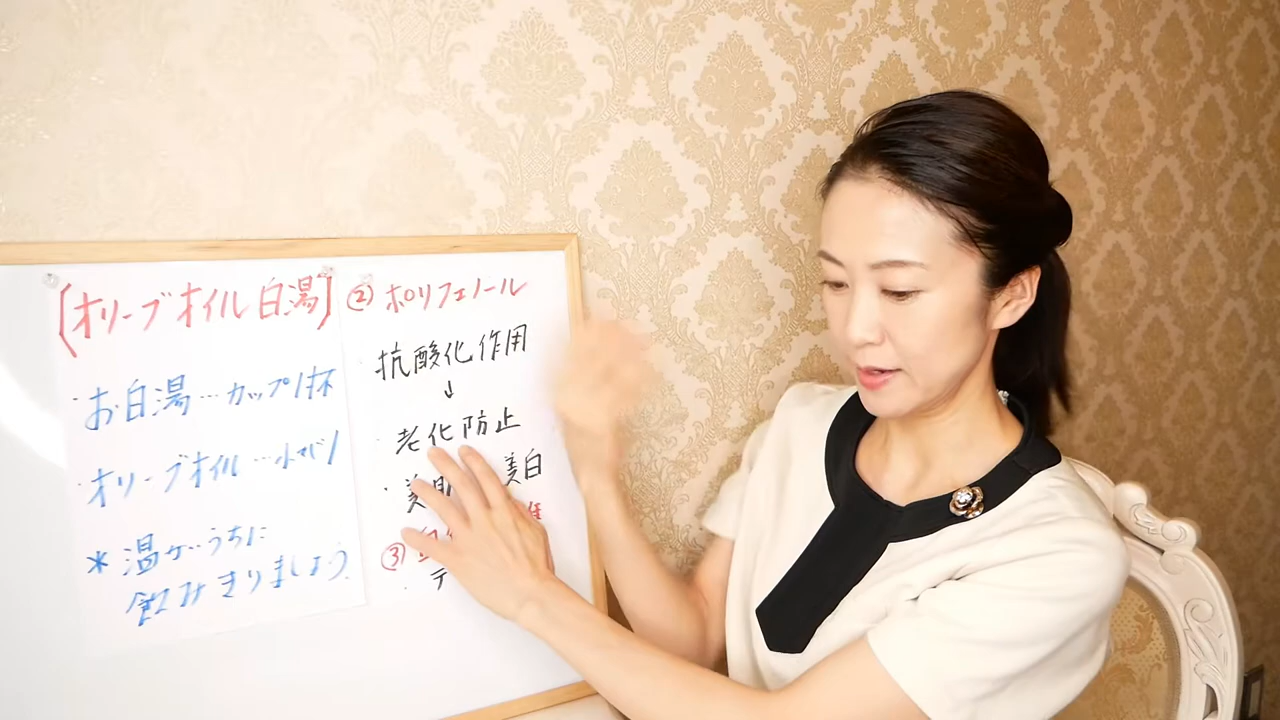 [オリーブオイル白湯]
・お白湯…カップ1杯
・オリーブオイル…小さじ1
* 温かいうちに
飲みきりましょう。
② ポリフェノール
・抗酸化作用
↓
・老化防止
・美肌 美白
③